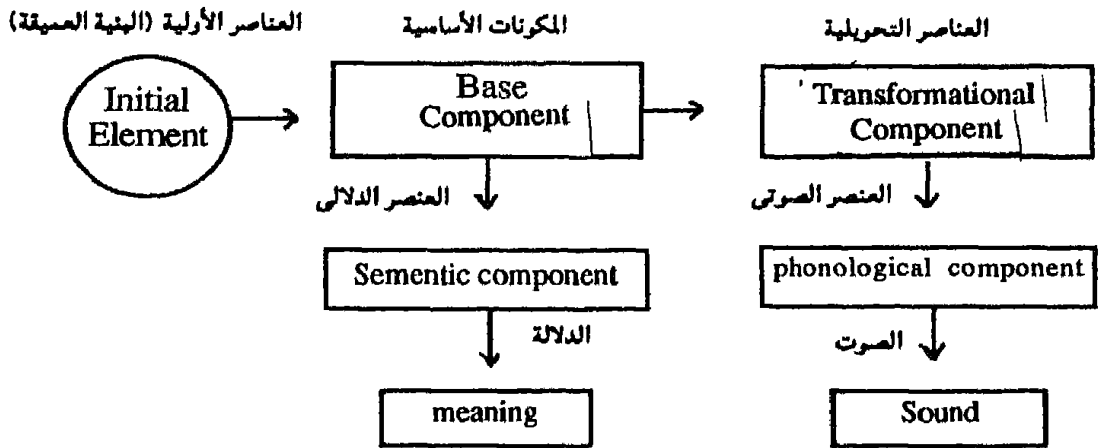 العناصر الأولية (البنية العميقة)
المكونات الأساسية
العناصر التحويلية
Initial
Element
Base
Component
Transformational
Component
العنصر الدلالى
العنصر الصوتى
Sementic component
phonological component
الدلالة
الصوت
meaning
Sound